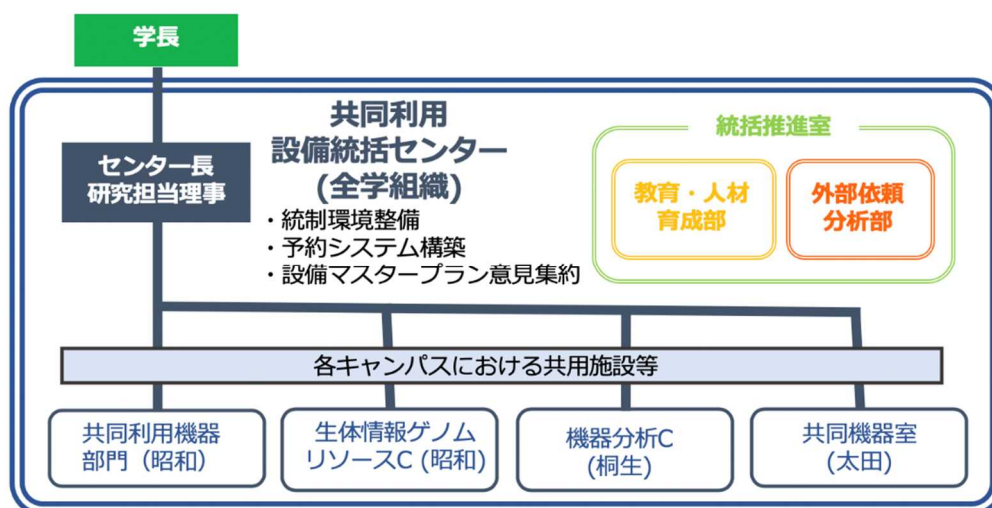 学長
センター長
研究担当理事
共同利用
設備統括センター
(全学組織)
・統制環境整備
・予約システム構築
・設備マスタープラン意見集約
統括推進室
教育・人材
育成部
外部依頼
分析部
各キャンパスにおける共用施設等
共同利用機器
部門（昭和）
生体情報ゲノム
リソースC (昭和)
機器分析C
(桐生)
共同機器室
(太田)